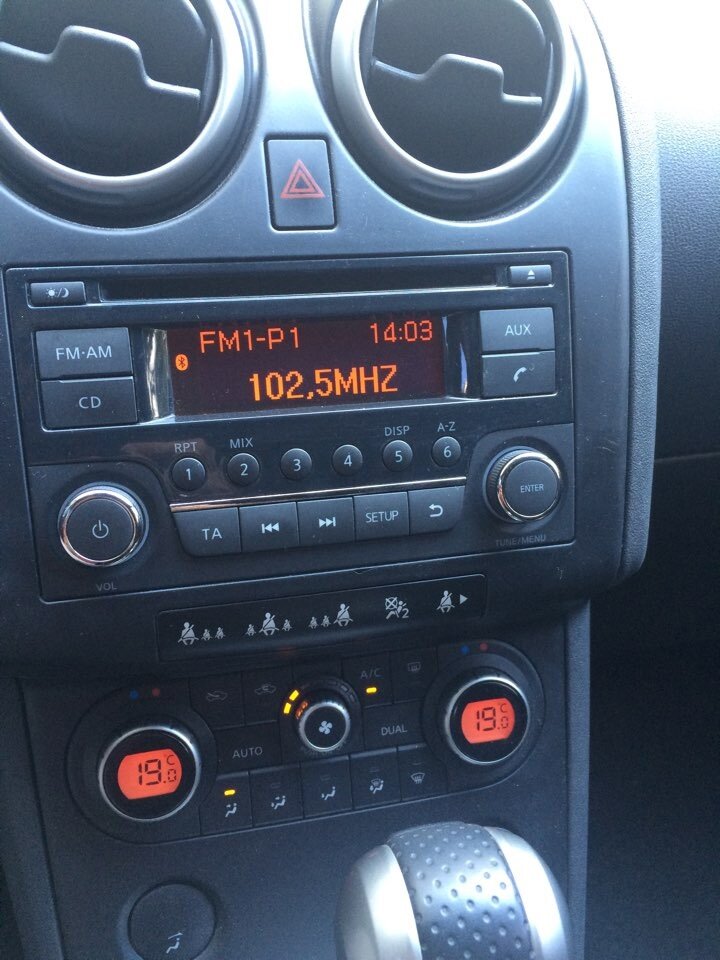 FM1-P1 14:03
FM·AM
AUX
102,5MHZ
CD
RPT MIX DISP A-Z
1 2 3 4 5 6
ENTER
TA SETUP
VOL
TUNE/MENU
2
A/C
19.0 °C
AUTO DUAL
19.0 °C